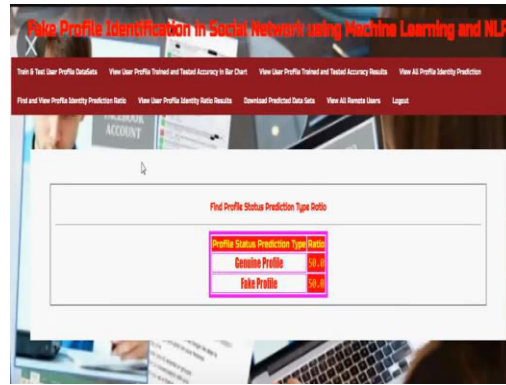 Fake Profile Identification in Social Network using Machine Learning and NLP
Train & Test User Profile DataSets View User Profile Trained and Tested Accuracy in Bar Chart View User Profile Trained and Tested Accuracy Results View All Profile Identity Prediction
Find and View Profile Identity Prediction Ratio View User Profile Identity Ratio Results Download Predicted Data Sets View All Remote Users Logout
FACEBOOK
ACCOUNT
Find Profile Status Prediction Type Ratio
Profile Status Prediction Type Ratio
Genuine Profile 50.0
Fake Profile 50.0